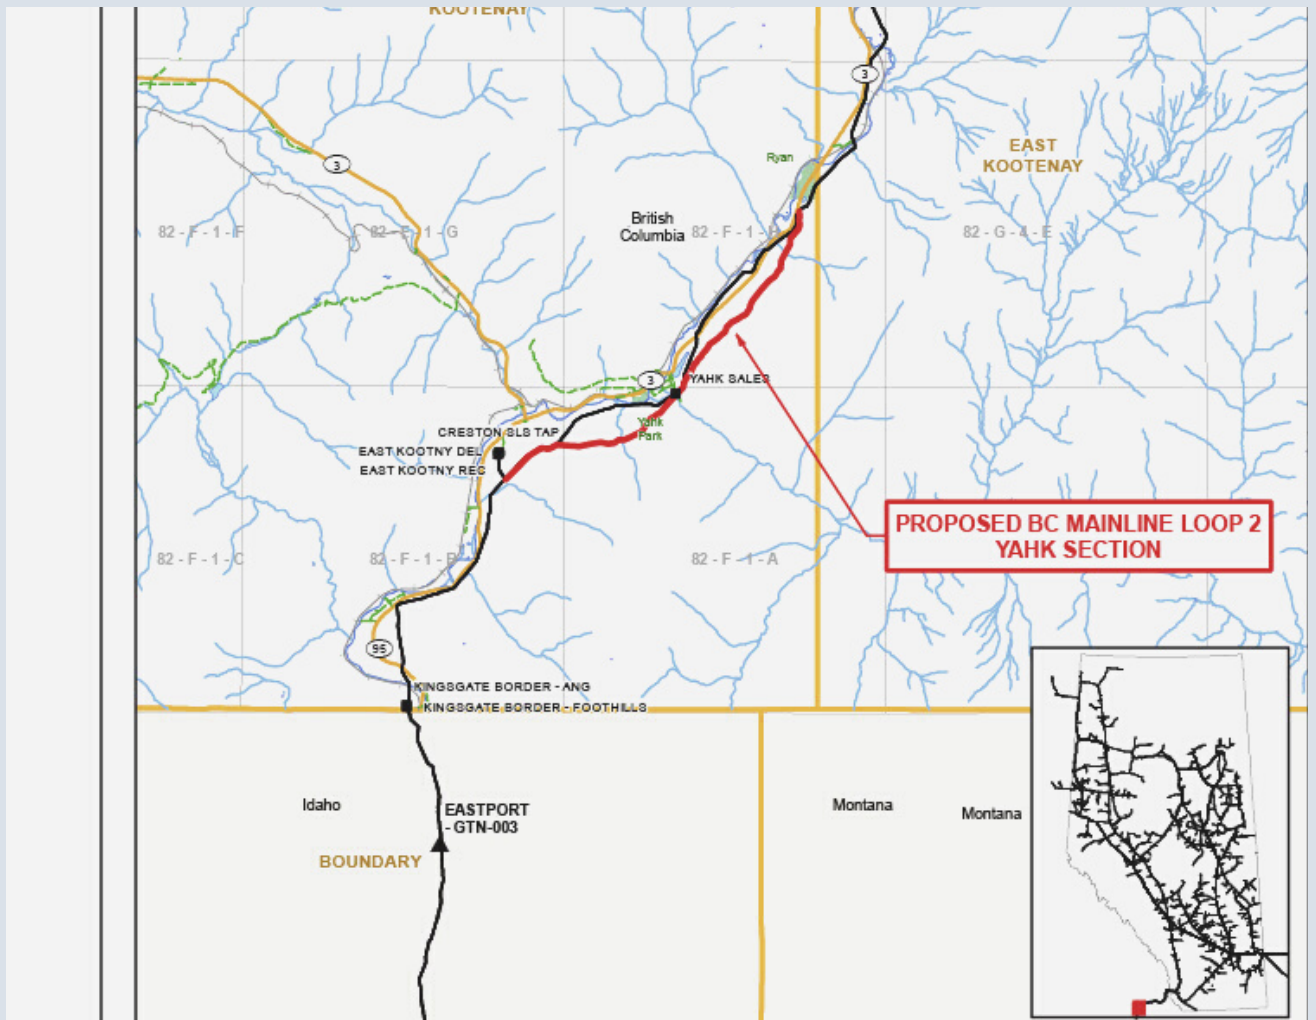 KOOTENAY
3
3
Ryan
EAST
KOOTENAY
British
Columbia
82-F-1-F
82-F-1-G
82-F-1-H
82-G-4-E
3
YAHK SALES
Yahk
Park
CRESTON SLS TAP
EAST KOOTNY DEL
EAST KOOTNY REC
PROPOSED BC MAINLINE LOOP 2
YAHK SECTION
82-F-1-C
82-F-1-B
82-F-1-A
95
KINGSGATE BORDER - ANG
KINGSGATE BORDER - FOOTHILLS
Idaho
EASTPORT
- GTN-003
Montana
Montana
BOUNDARY